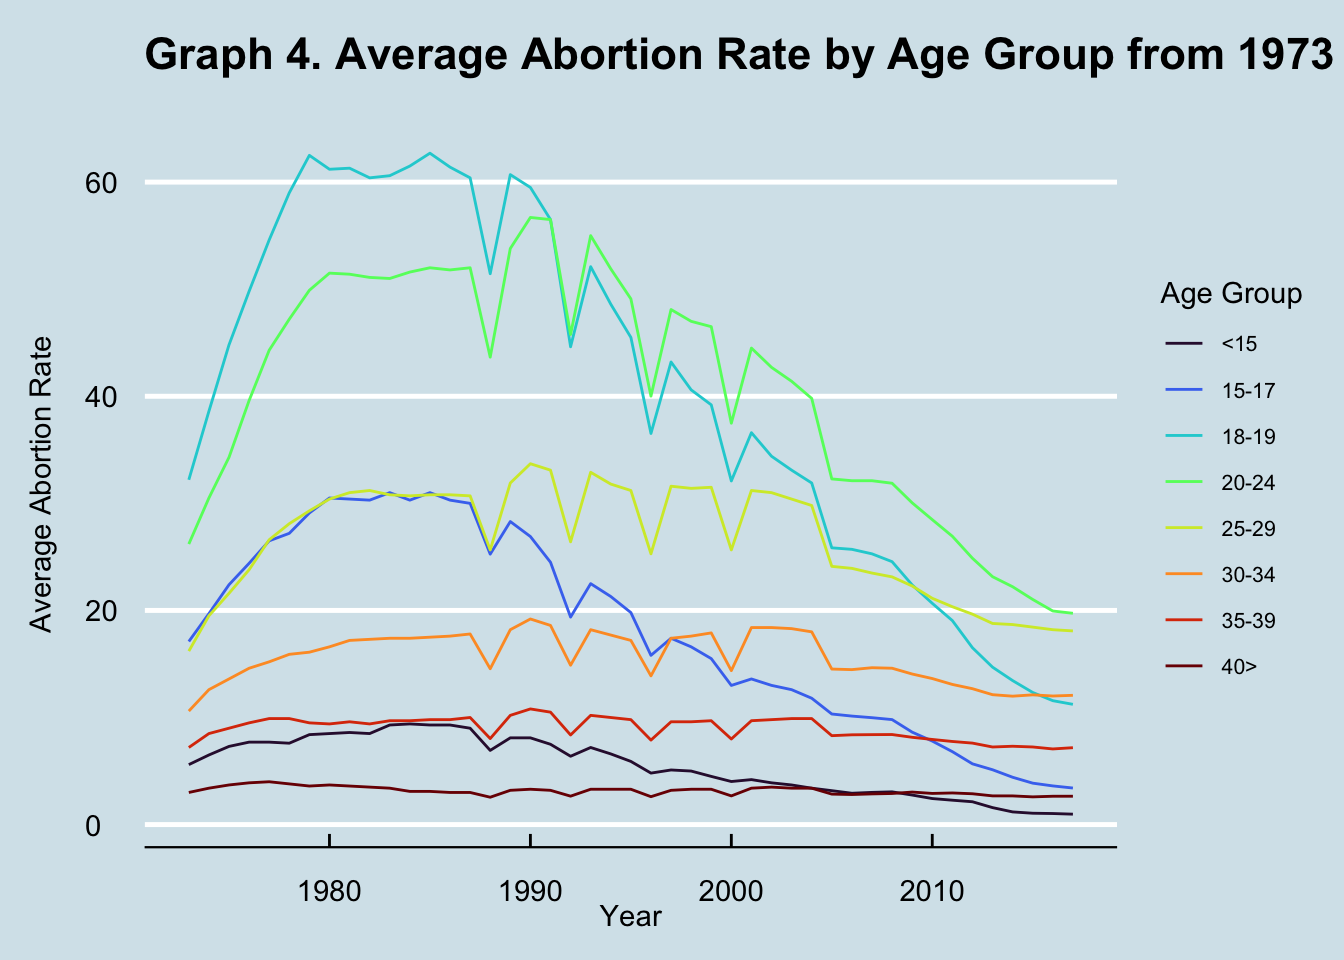 Graph 4. Average Abortion Rate by Age Group from 1973
Average Abortion Rate
60
40
20
0
1980 1990 2000 2010
Year
Age Group
<15
15-17
18-19
20-24
25-29
30-34
35-39
40>